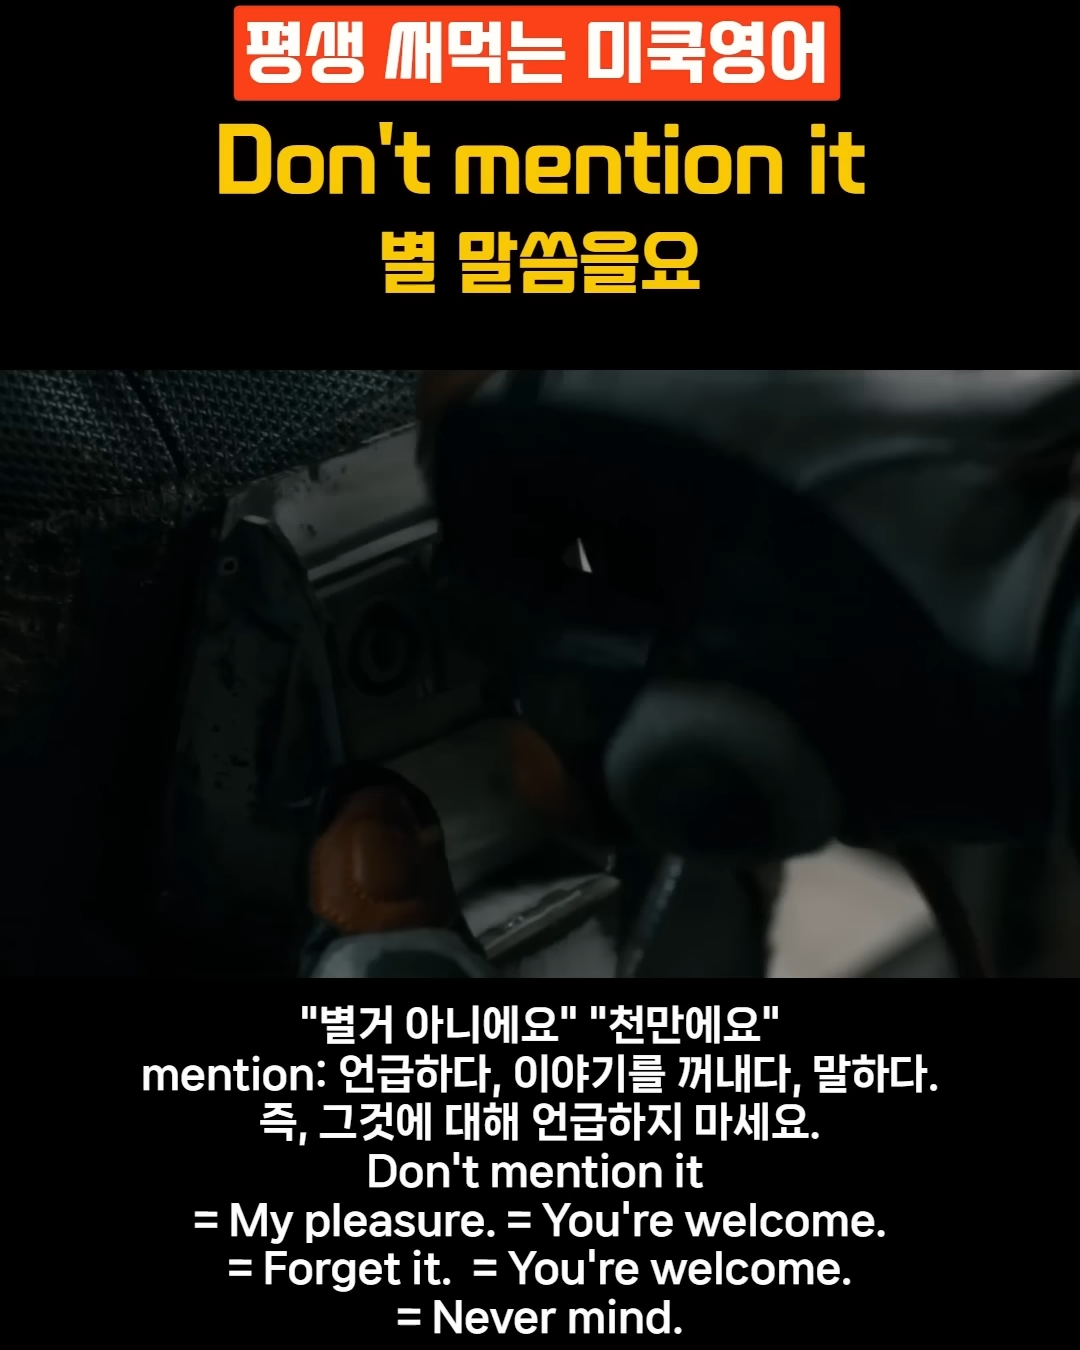 평생 써먹는 미쿡영어
Don't mention it
별 말씀을요
"별거 아니에요" "천만에요"
mention: 언급하다, 이야기를 꺼내다, 말하다.
즉, 그것에 대해 언급하지 마세요.
Don't mention it
= My pleasure. = You're welcome.
= Forget it.  = You're welcome.
= Never mind.